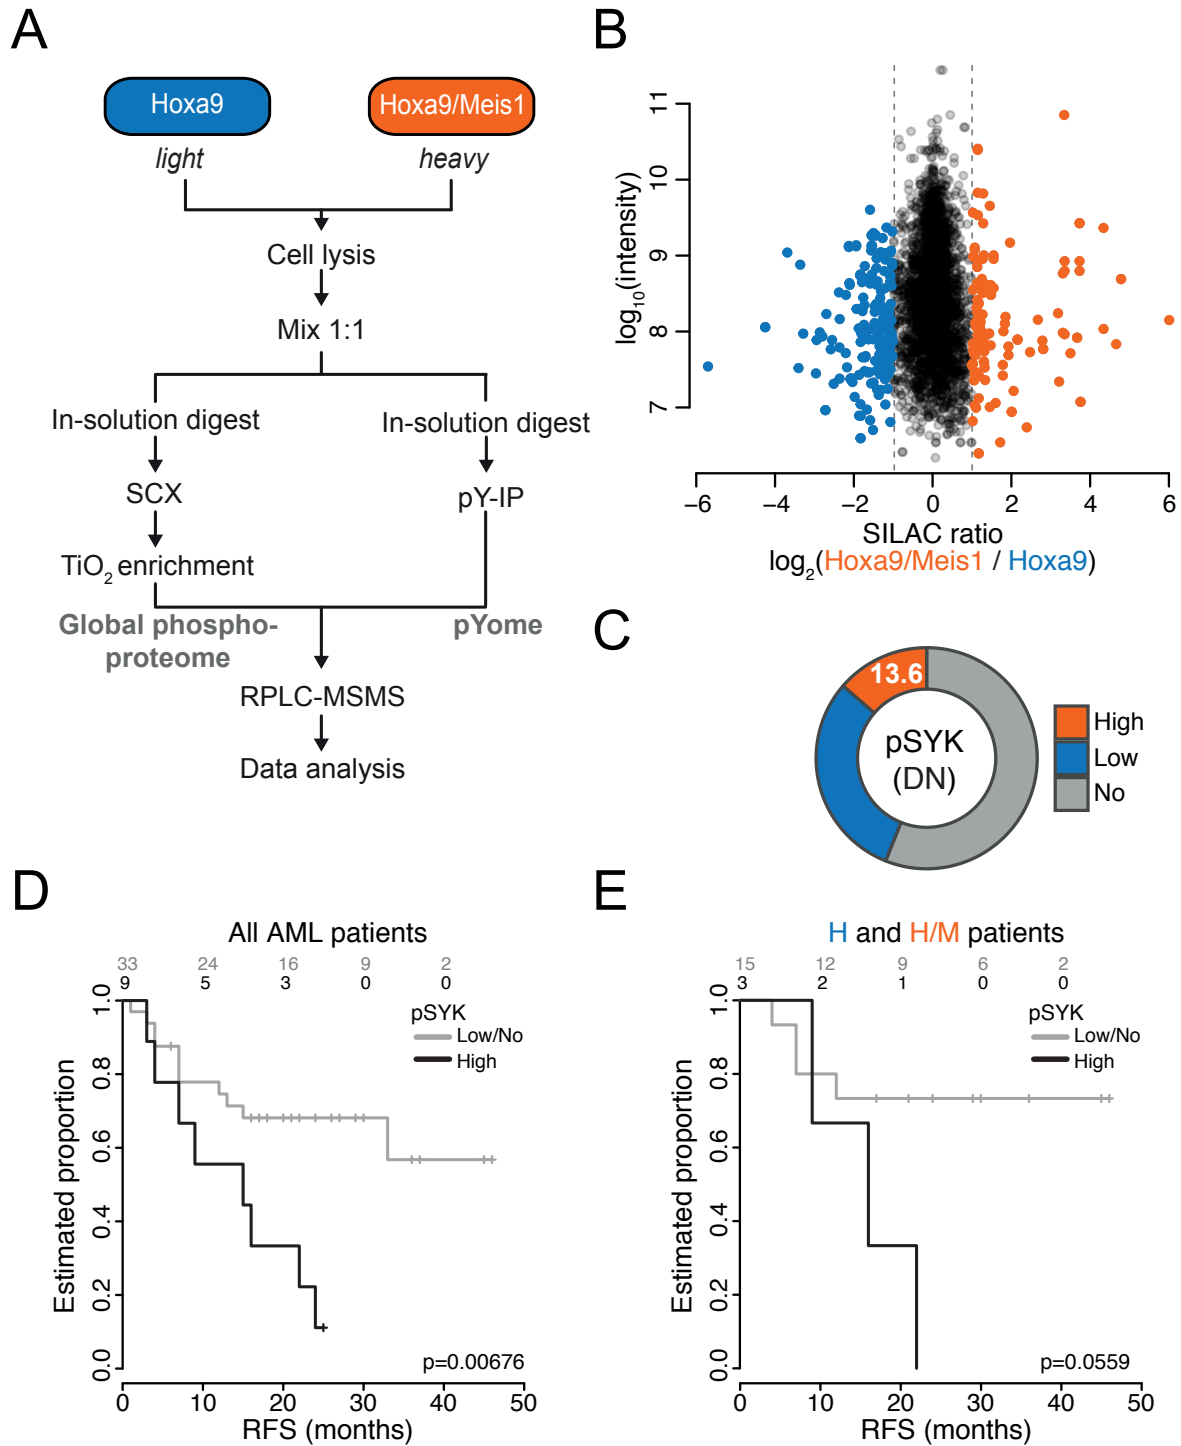 A
Hoxa9
Hoxa9/Meis1
light
heavy
Cell lysis
Mix 1:1
In-solution digest
In-solution digest
SCX
pY-IP
TiO2 enrichment
Global phospho-
proteome
pYome
RPLC-MSMS
Data analysis
B
log10(intensity)
11
10
9
8
7
−6 −4 −2 0 2 4 6
SILAC ratio
log2(Hoxa9/Meis1 / Hoxa9)
C
13.6
pSYK
(DN)
High
Low
No
D
All AML patients
33 24 16 9 2
9 5 3 0 0
pSYK
Low/No
High
Estimated proportion
1.0
0.8
0.6
0.4
0.2
0.0
p=0.00676
0 10 20 30 40 50
RFS (months)
E
H and H/M patients
15 12 9 6 2
3 2 1 0 0
pSYK
Low/No
High
Estimated proportion
1.0
0.8
0.6
0.4
0.2
0.0
p=0.0559
0 10 20 30 40 50
RFS (months)